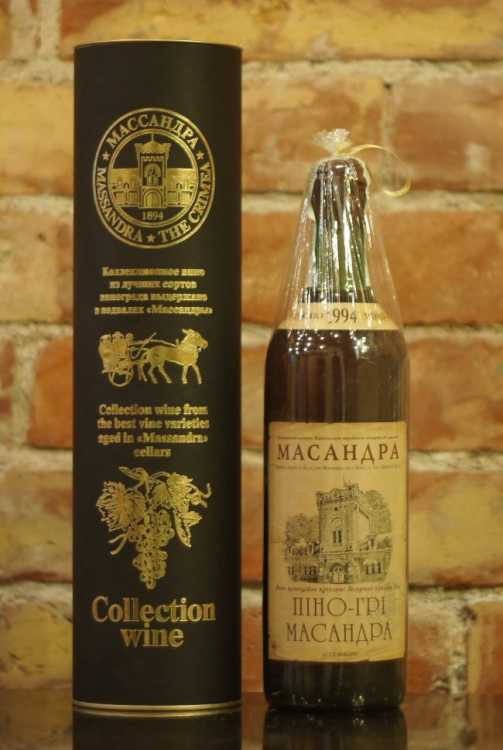 МАССАНДРА
MASSANDRA ★ THE CRIMEA
1894
Коллекционное вино
из лучших сортов
винограда выдержано
в подвалах «Массандры»
Collection wine from
the best vine varieties
aged in «Massandra»
cellars
Collection
wine
1994
МАСАНДРА
ПІНО-ГРІ
МАСАНДРА